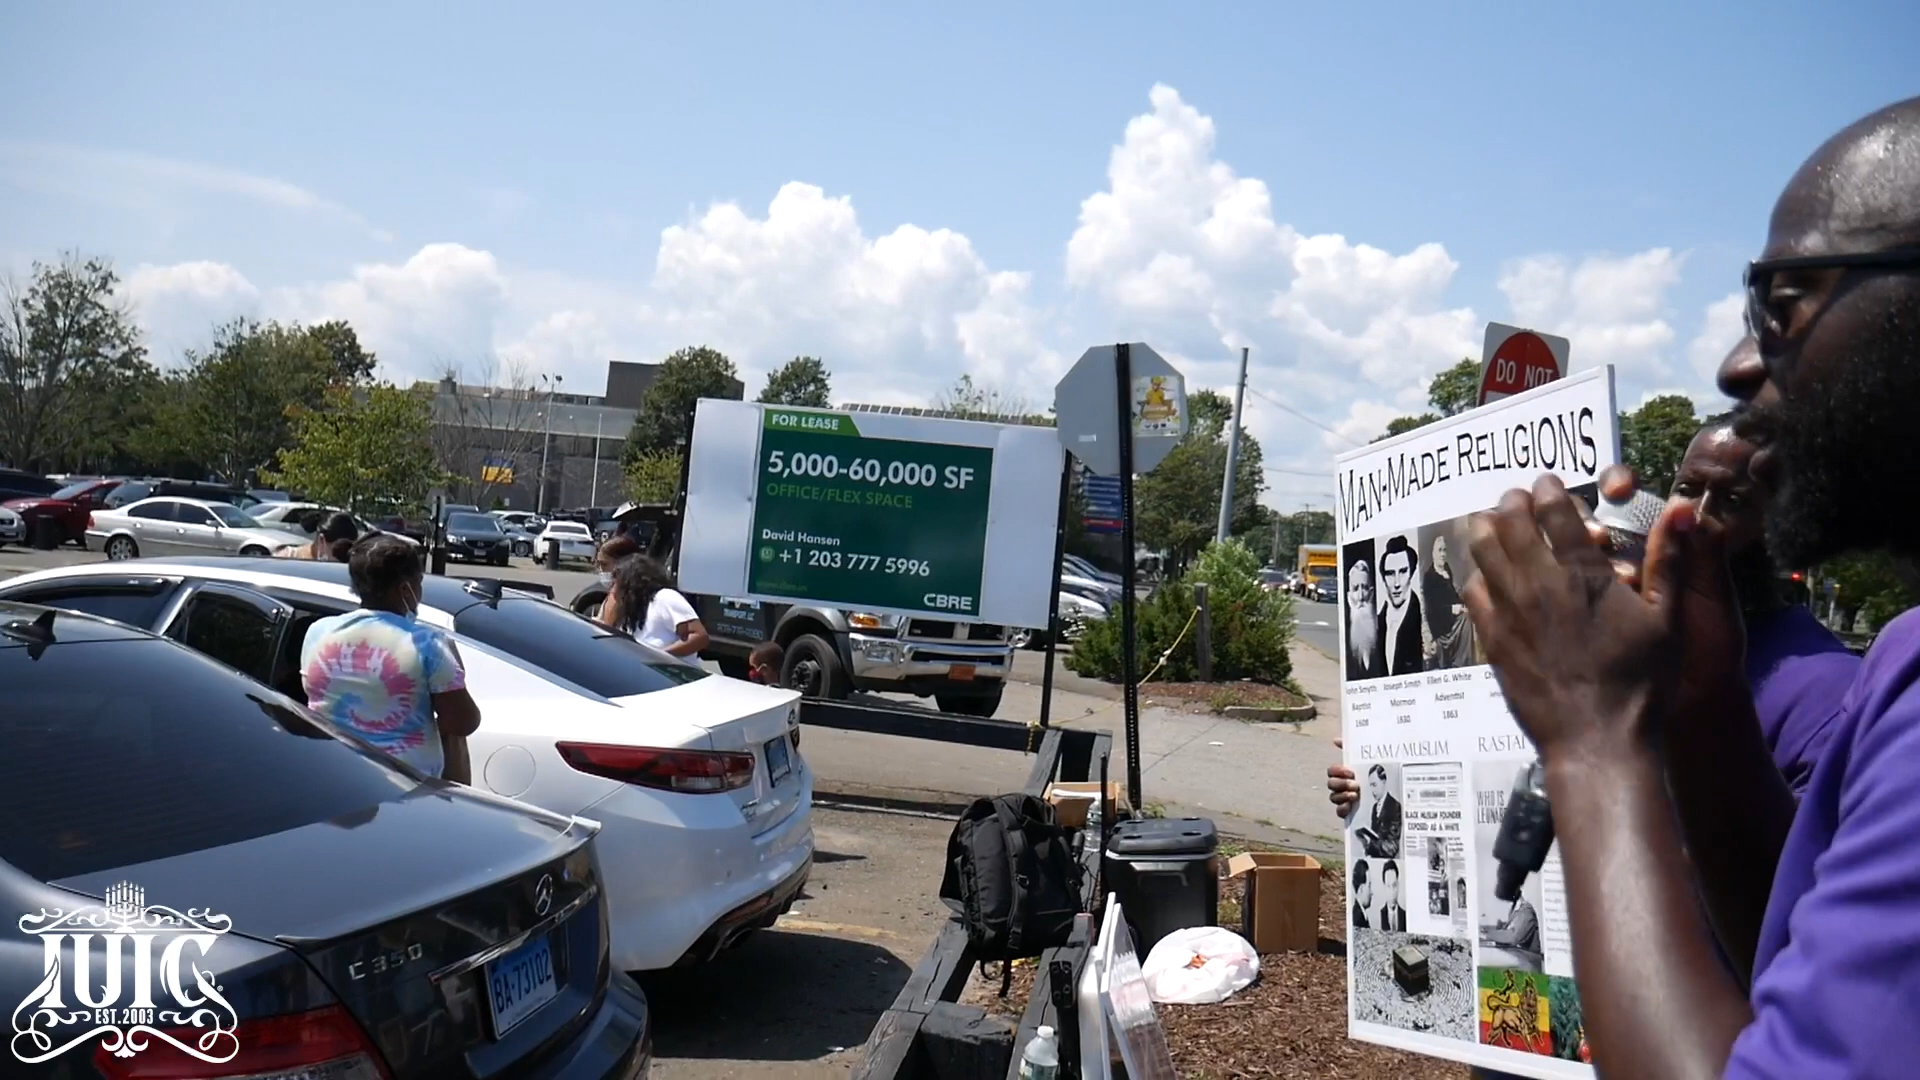 FOR LEASE
5,000-60,000 SF
OFFICE/FLEX SPACE
David Hansen
+1 203 777 5996
CBRE
DO NOT
MAN-MADE RELIGIONS
John Smyth Joseph Smith Ellen G. White
Baptist Mormon Adventist
1608 1830 1863
ISLAM / MUSLIM
BLACK MUSLIM FOUNDER
EXPOSED AS A WHITE
WHO IS
C 350
BA·73102
IUIC
EST.2003